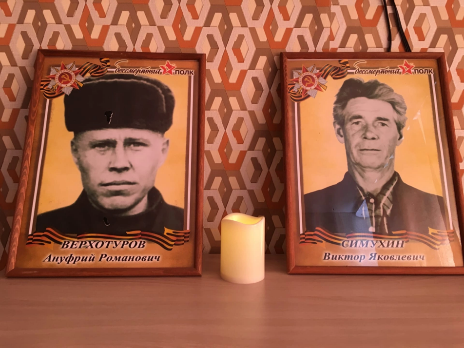 Бессмертный ПОЛК
ВЕРХОТУРОВ
Ануфрий Романович
Бессмертный ПОЛК
СИМУХИН
Виктор Яковлевич